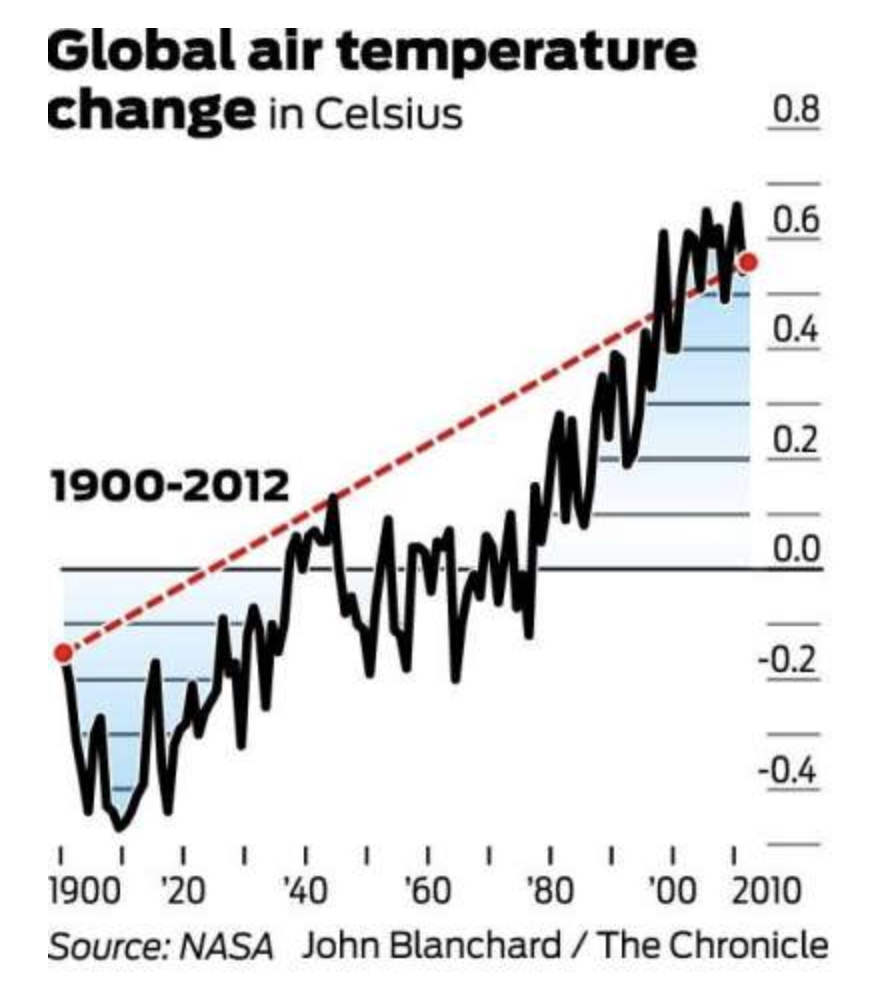 Global air temperature
change in Celsius
0.8
0.6
0.4
0.2
1900-2012
0.0
-0.2
-0.4
1900 '20 '40 '60 '80 '00 2010
Source: NASA John Blanchard / The Chronicle